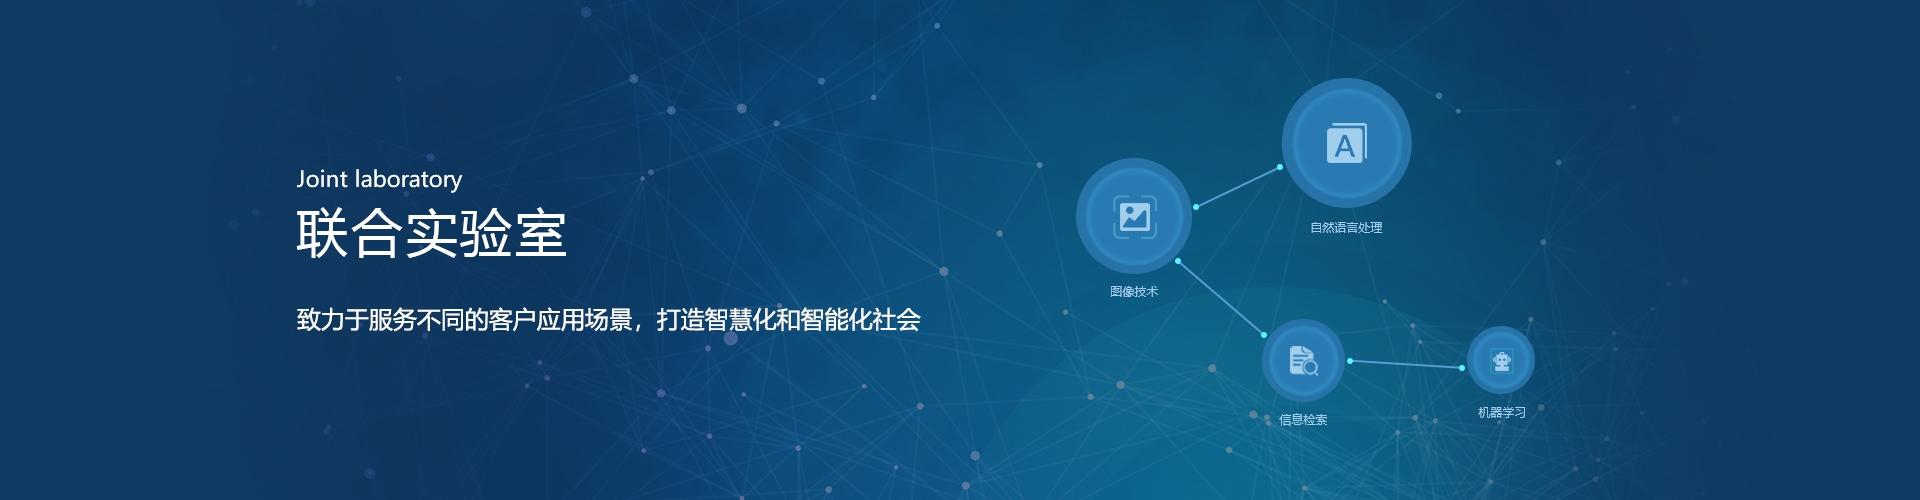 Joint laboratory
联合实验室
致力于服务不同的客户应用场景，打造智慧化和智能化社会
A
自然语言处理
图像技术
信息检索
机器学习